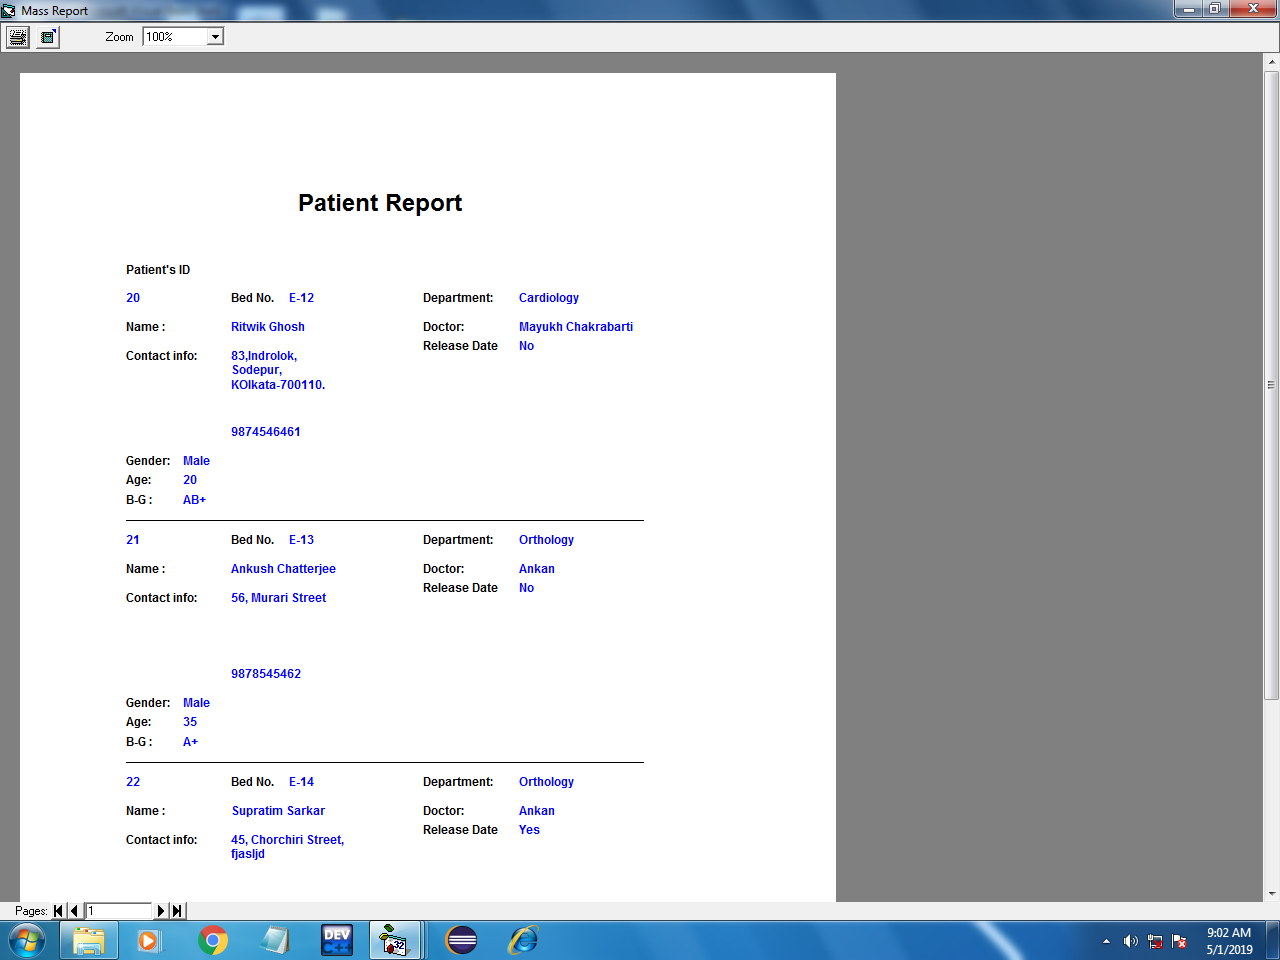 Mass Report
Zoom 100%
Patient Report
Patient's ID
20 Bed No. E-12 Department: Cardiology
Name : Ritwik Ghosh Doctor: Mayukh Chakrabarti
Release Date No
Contact info: 83,Indrolok,
Sodepur,
KOlkata-700110.
9874546461
Gender: Male
Age: 20
B-G : AB+
21 Bed No. E-13 Department: Orthology
Name : Ankush Chatterjee Doctor: Ankan
Release Date No
Contact info: 56, Murari Street
9878545462
Gender: Male
Age: 35
B-G : A+
22 Bed No. E-14 Department: Orthology
Name : Supratim Sarkar Doctor: Ankan
Release Date Yes
Contact info: 45, Chorchiri Street,
fjasljd
Pages: 1
DEV
C++
32
9:02 AM
5/1/2019